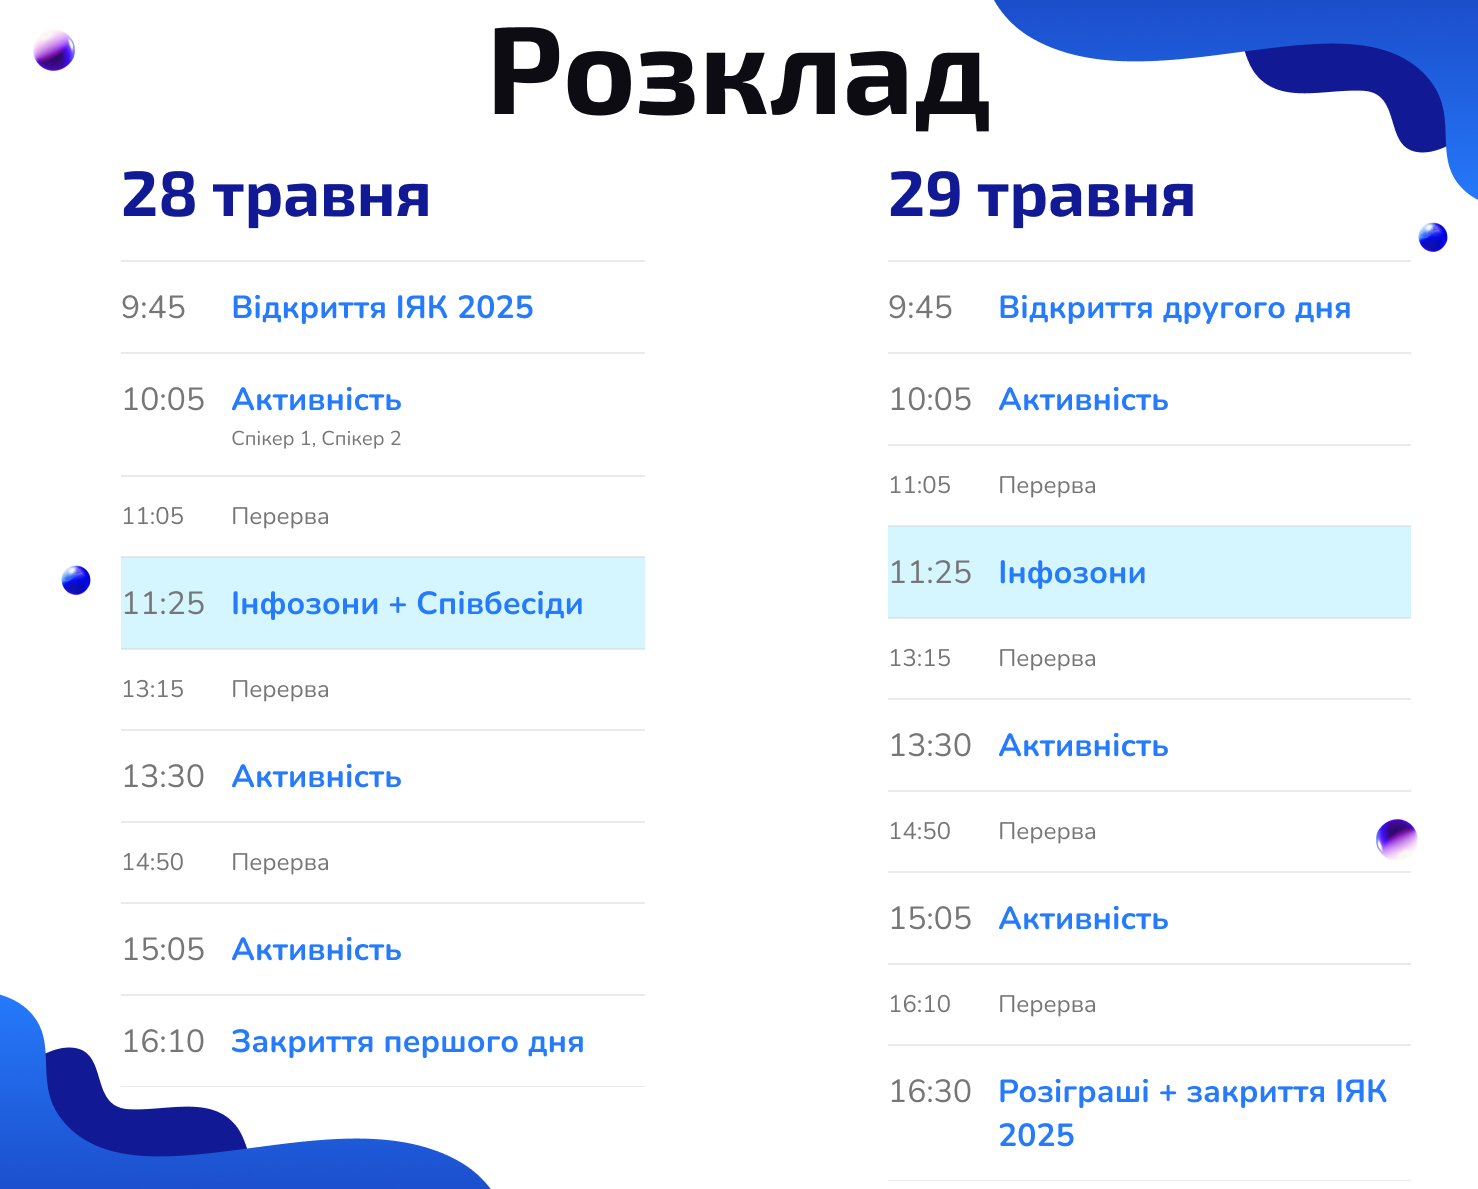 Розклад
28 травня
9:45 Відкриття ІЯК 2025
10:05 Активність
Спікер 1, Спікер 2
11:05 Перерва
11:25 Інфозони + Співбесіди
13:15 Перерва
13:30 Активність
14:50 Перерва
15:05 Активність
16:10 Закриття першого дня
29 травня
9:45 Відкриття другого дня
10:05 Активність
11:05 Перерва
11:25 Інфозони
13:15 Перерва
13:30 Активність
14:50 Перерва
15:05 Активність
16:10 Перерва
16:30 Розіграші + закриття ІЯК
2025